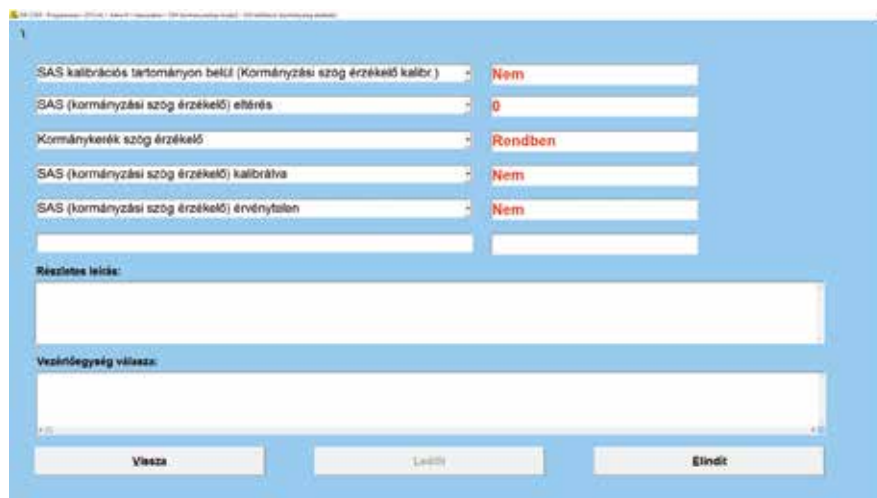 SAS kalibrációs tartományon belül (Kormányzási szög érzékelő kalibr.) Nem
SAS (kormányzási szög érzékelő) eltérés 0
Kormánykerék szög érzékelő Rendben
SAS (kormányzási szög érzékelő) kalibrálva Nem
SAS (kormányzási szög érzékelő) érvénytelen Nem
Részletes leírás:
Vezérlőegység válasza:
Vissza Leállít Elindít